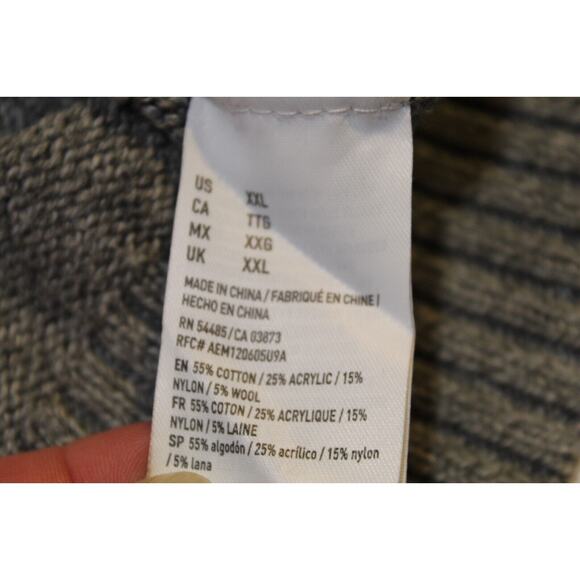 US XXL
CA TTG
MX XXG
UK XXL
MADE IN CHINA / FABRIQUÉ EN CHINE |
HECHO EN CHINA
RN 54485 / CA 03873
RFC# AEM120605U9A
EN 55% COTTON / 25% ACRYLIC / 15%
NYLON / 5% WOOL
FR 55% COTON / 25% ACRYLIQUE / 15%
NYLON / 5% LAINE
SP 55% algodón / 25% acrílico / 15% nylon
/ 5% lana